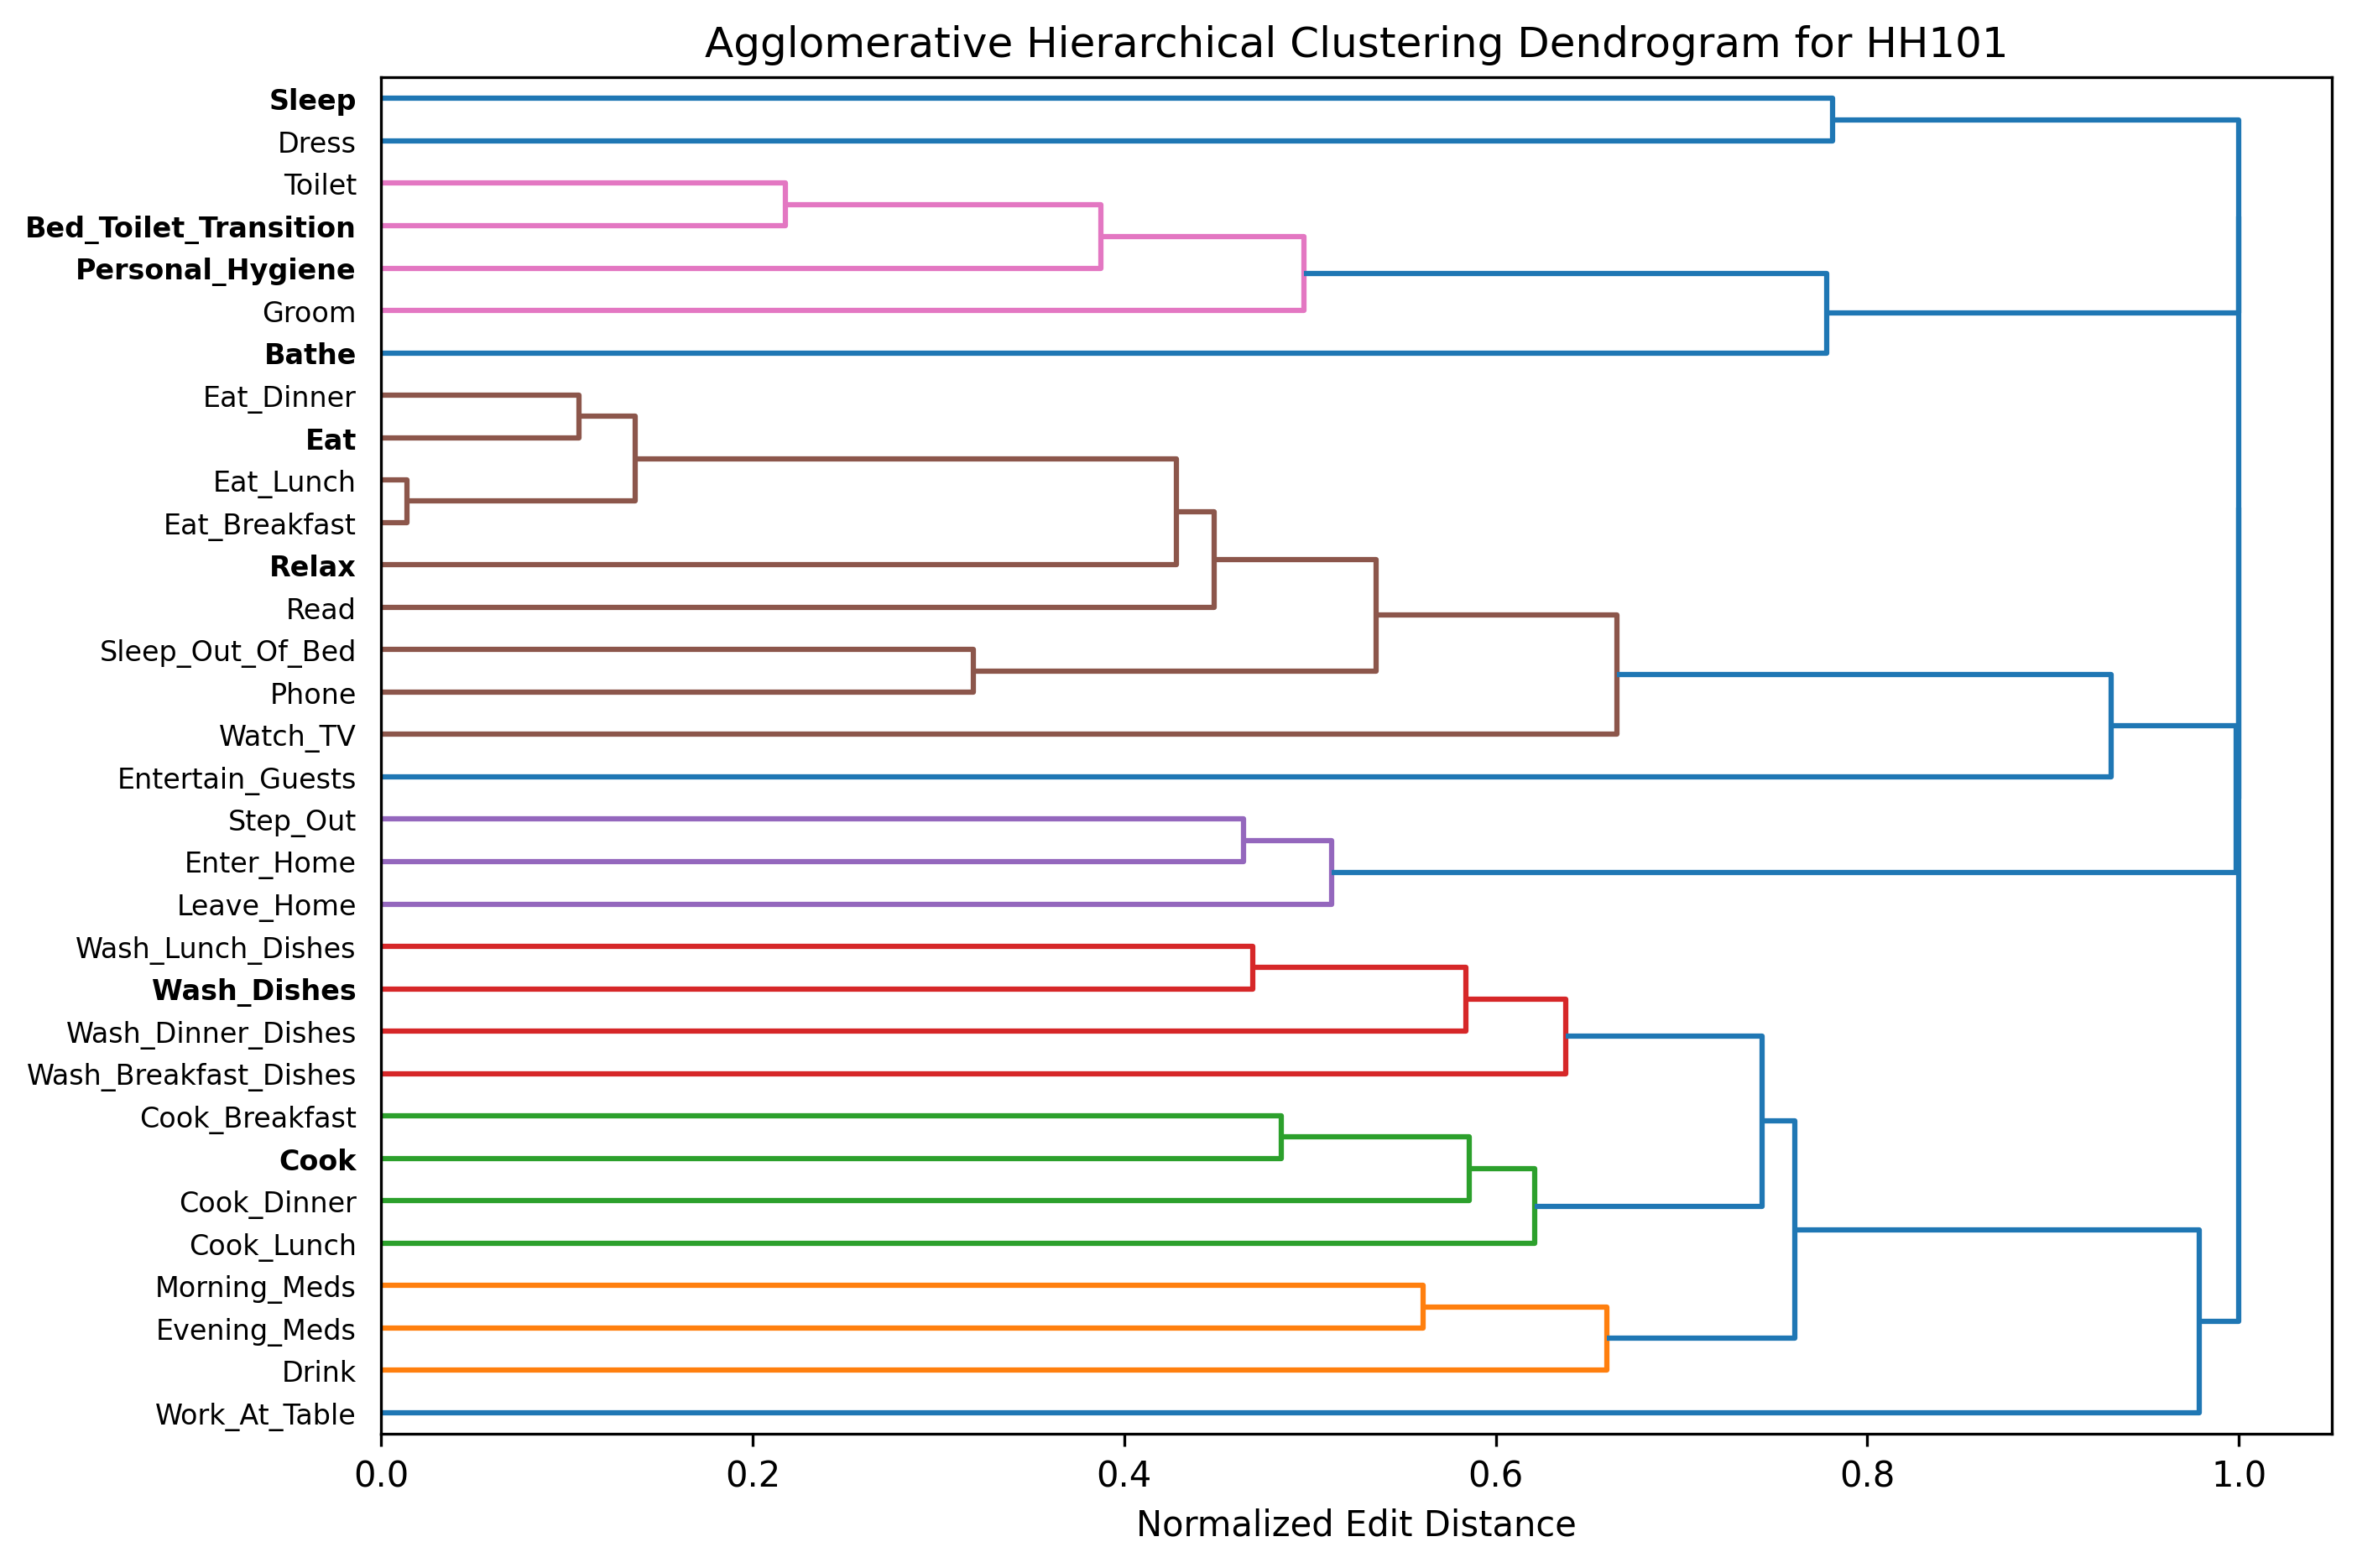 Agglomerative Hierarchical Clustering Dendrogram for HH101
Sleep
Dress
Toilet
Bed_Toilet_Transition
Personal_Hygiene
Groom
Bathe
Eat_Dinner
Eat
Eat_Lunch
Eat_Breakfast
Relax
Read
Sleep_Out_Of_Bed
Phone
Watch_TV
Entertain_Guests
Step_Out
Enter_Home
Leave_Home
Wash_Lunch_Dishes
Wash_Dishes
Wash_Dinner_Dishes
Wash_Breakfast_Dishes
Cook_Breakfast
Cook
Cook_Dinner
Cook_Lunch
Morning_Meds
Evening_Meds
Drink
Work_At_Table
0.0 0.2 0.4 0.6 0.8 1.0
Normalized Edit Distance